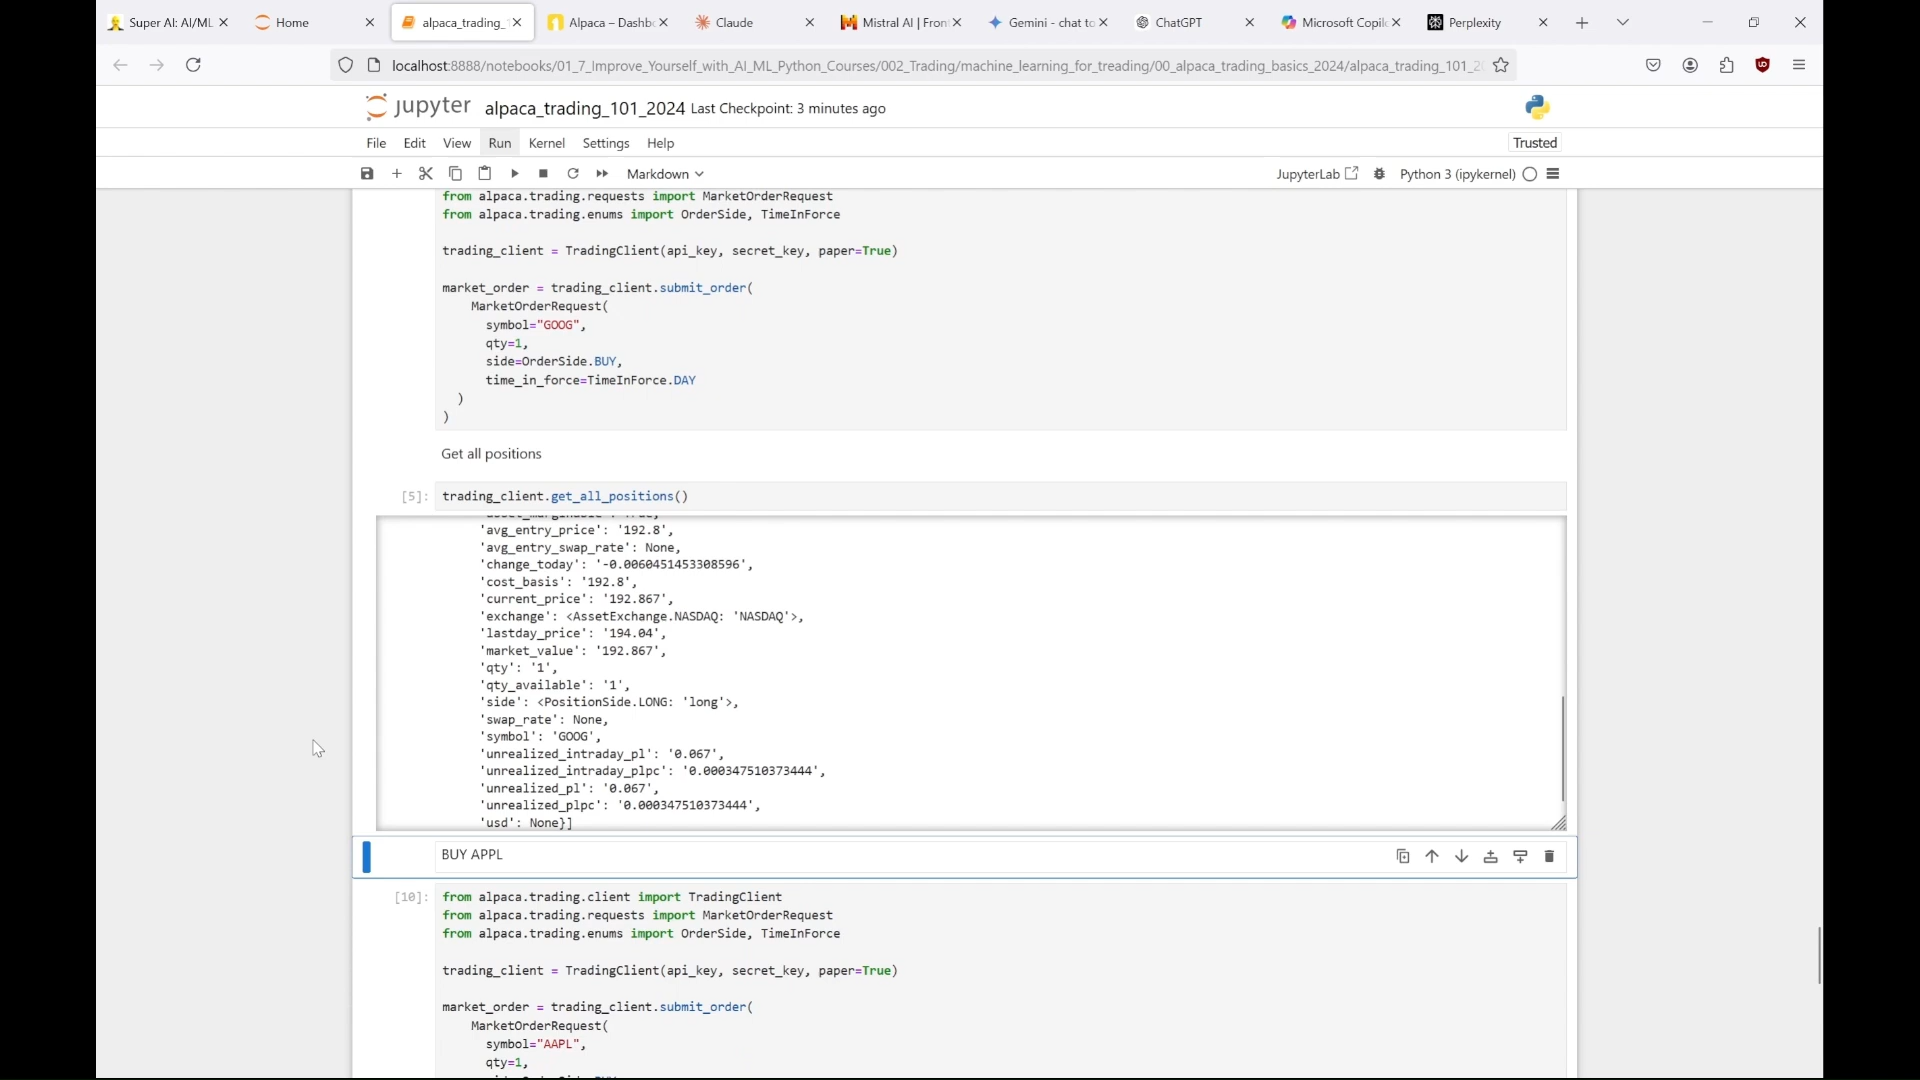 Super AI: AI/ML
Home
alpaca_trading_1
Alpaca – Dashbo
Claude
Mistral AI | Fron
Gemini - chat to
ChatGPT
Microsoft Copilo
Perplexity
localhost:8888/notebooks/01_7_Improve_Yourself_with_AI_ML_Python_Courses/002_Trading/machine_learning_for_treading/00_alpaca_trading_basics_2024/alpaca_trading_101_20
jupyter alpaca_trading_101_2024 Last Checkpoint: 3 minutes ago
File Edit View Run Kernel Settings Help Trusted
Markdown JupyterLab Python 3 (ipykernel)
from alpaca.trading.requests import MarketOrderRequest
from alpaca.trading.enums import OrderSide, TimeInForce
trading_client = TradingClient(api_key, secret_key, paper=True)
market_order = trading_client.submit_order(
MarketOrderRequest(
symbol="GOOG",
qty=1,
side=OrderSide.BUY,
time_in_force=TimeInForce.DAY
)
)
Get all positions
[5]: trading_client.get_all_positions()
'avg_entry_price': '192.8',
'avg_entry_swap_rate': None,
'change_today': '-0.0060451453308596',
'cost_basis': '192.8',
'current_price': '192.867',
'exchange': <AssetExchange.NASDAQ: 'NASDAQ'>,
'lastday_price': '194.04',
'market_value': '192.867',
'qty': '1',
'qty_available': '1',
'side': <PositionSide.LONG: 'long'>,
'swap_rate': None,
'symbol': 'GOOG',
'unrealized_intraday_pl': '0.067',
'unrealized_intraday_plpc': '0.000347510373444',
'unrealized_pl': '0.067',
'unrealized_plpc': '0.000347510373444',
'usd': None}]
BUY APPL
[10]: from alpaca.trading.client import TradingClient
from alpaca.trading.requests import MarketOrderRequest
from alpaca.trading.enums import OrderSide, TimeInForce
trading_client = TradingClient(api_key, secret_key, paper=True)
market_order = trading_client.submit_order(
MarketOrderRequest(
symbol="AAPL",
qty=1,